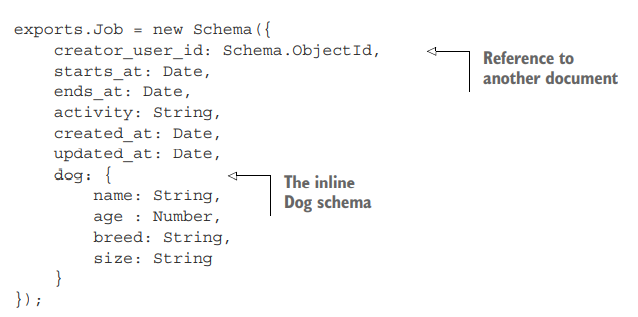 exports.Job = new Schema({
    creator_user_id: Schema.ObjectId,
    starts_at: Date,
    ends_at: Date,
    activity: String,
    created_at: Date,
    updated_at: Date,
    dog: {
        name: String,
        age : Number,
        breed: String,
        size: String
    }
});
Reference to
another document
The inline
Dog schema